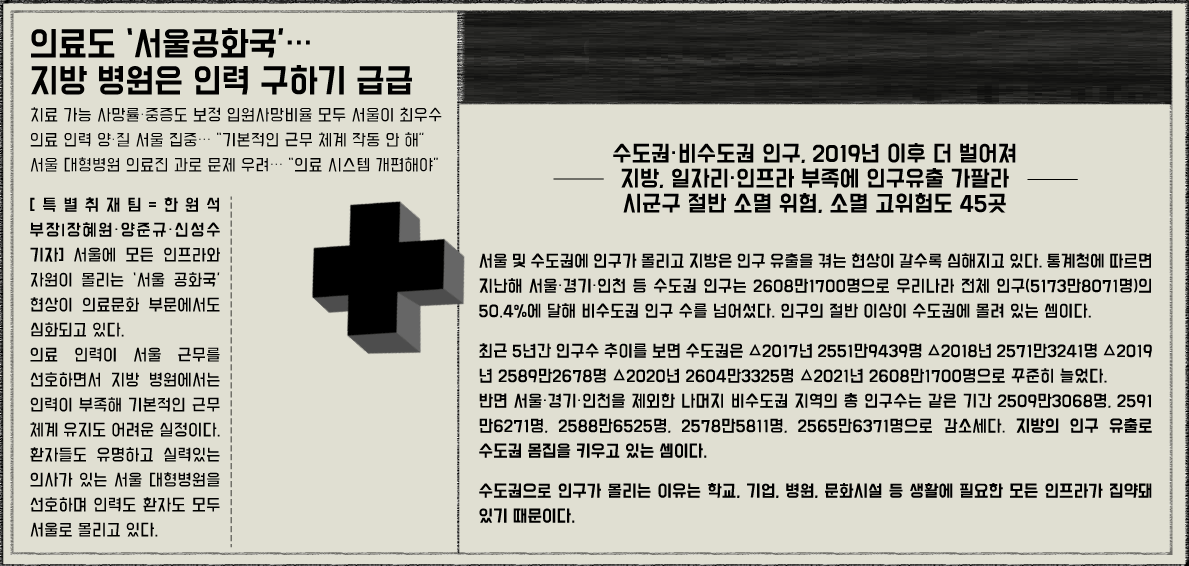 의료도 '서울공화국'…
지방 병원은 인력 구하기 급급
치료 가능 사망률·중증도 보정 입원사망비율 모두 서울이 최우수
의료 인력 양·질 서울 집중… "기본적인 근무 체계 작동 안 해"
서울 대형병원 의료진 과로 문제 우려… "의료 시스템 개편해야"
[특별취재팀=한원석
부장|장혜원·양준규·신성수
기자] 서울에 모든 인프라와
자원이 몰리는 '서울 공화국'
현상이 의료문화 부문에서도
심화되고 있다.
의료 인력이 서울 근무를
선호하면서 지방 병원에서는
인력이 부족해 기본적인 근무
체계 유지도 어려운 실정이다.
환자들도 유명하고 실력있는
의사가 있는 서울 대형병원을
선호하며 인력도 환자도 모두
서울로 몰리고 있다.
수도권·비수도권 인구, 2019년 이후 더 벌어져
지방, 일자리·인프라 부족에 인구유출 가팔라
시군구 절반 소멸 위험, 소멸 고위험도 45곳
서울 및 수도권에 인구가 몰리고 지방은 인구 유출을 겪는 현상이 갈수록 심해지고 있다. 통계청에 따르면
지난해 서울·경기·인천 등 수도권 인구는 2608만1700명으로 우리나라 전체 인구(5173만8071명)의
50.4%에 달해 비수도권 인구 수를 넘어섰다. 인구의 절반 이상이 수도권에 몰려 있는 셈이다.
최근 5년간 인구수 추이를 보면 수도권은 △2017년 2551만9439명 △2018년 2571만3241명 △2019
년 2589만2678명 △2020년 2604만3325명 △2021년 2608만1700명으로 꾸준히 늘었다.
반면 서울·경기·인천을 제외한 나머지 비수도권 지역의 총 인구수는 같은 기간 2509만3068명, 2591
만6271명, 2588만6525명, 2578만5811명, 2565만6371명으로 감소세다. 지방의 인구 유출로
수도권 몸집을 키우고 있는 셈이다.
수도권으로 인구가 몰리는 이유는 학교, 기업, 병원, 문화시설 등 생활에 필요한 모든 인프라가 집약돼
있기 때문이다.